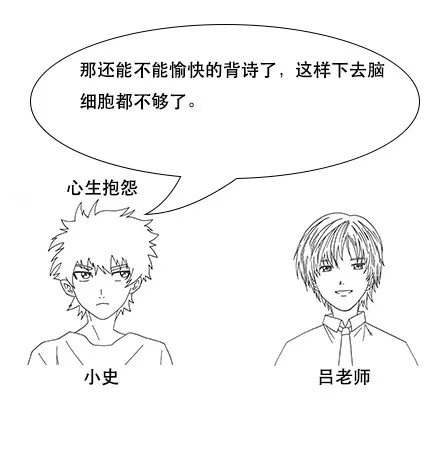 那还能不能愉快的背诗了，这样下去脑
细胞都不够了。
心生抱怨
小史
吕老师